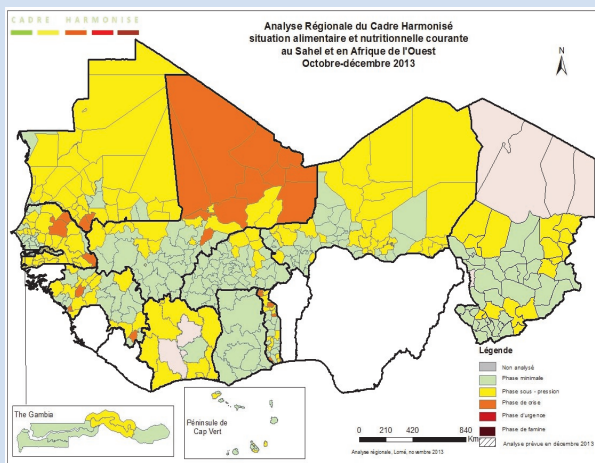 CADRE HARMONISE
Analyse Régionale du Cadre Harmonisé
situation alimentaire et nutritionnelle courante
au Sahel et en Afrique de l'Ouest
Octobre-décembre 2013
N
Légende
Non analysé
Phase minimate
Phase sous - pression
Phase de crise
Phase d'urgence
Phase de famine
Analyse prévue en décembre 2013
The Gambia
Péninsule de
Cap Vert
0 210 420 840
Km
Analyse régionale, Lomé, novembre 2013